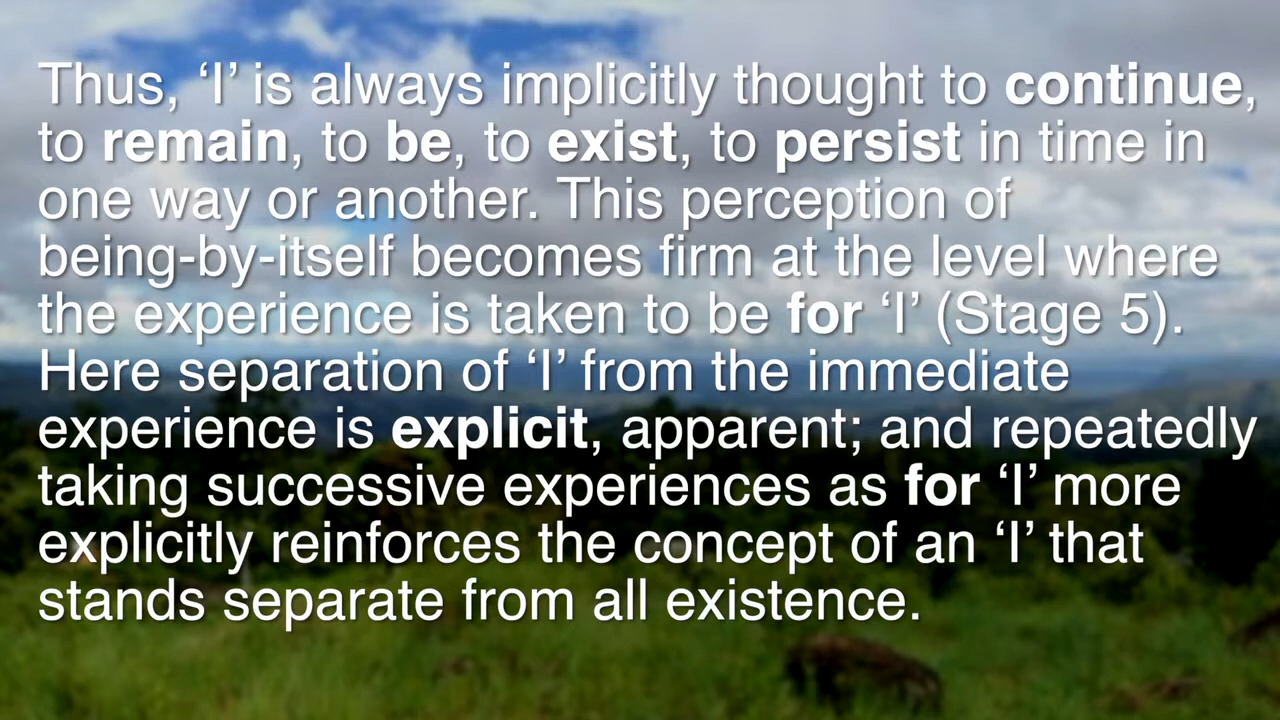 Thus, ‘I’ is always implicitly thought to continue,
to remain, to be, to exist, to persist in time in
one way or another. This perception of
being-by-itself becomes firm at the level where
the experience is taken to be for ‘I’ (Stage 5).
Here separation of ‘I’ from the immediate
experience is explicit, apparent; and repeatedly
taking successive experiences as for ‘I’ more
explicitly reinforces the concept of an ‘I’ that
stands separate from all existence.